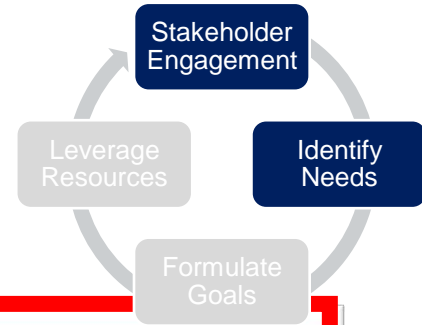 Stakeholder
Engagement
Identify
Needs
Formulate
Goals
Leverage
Resources